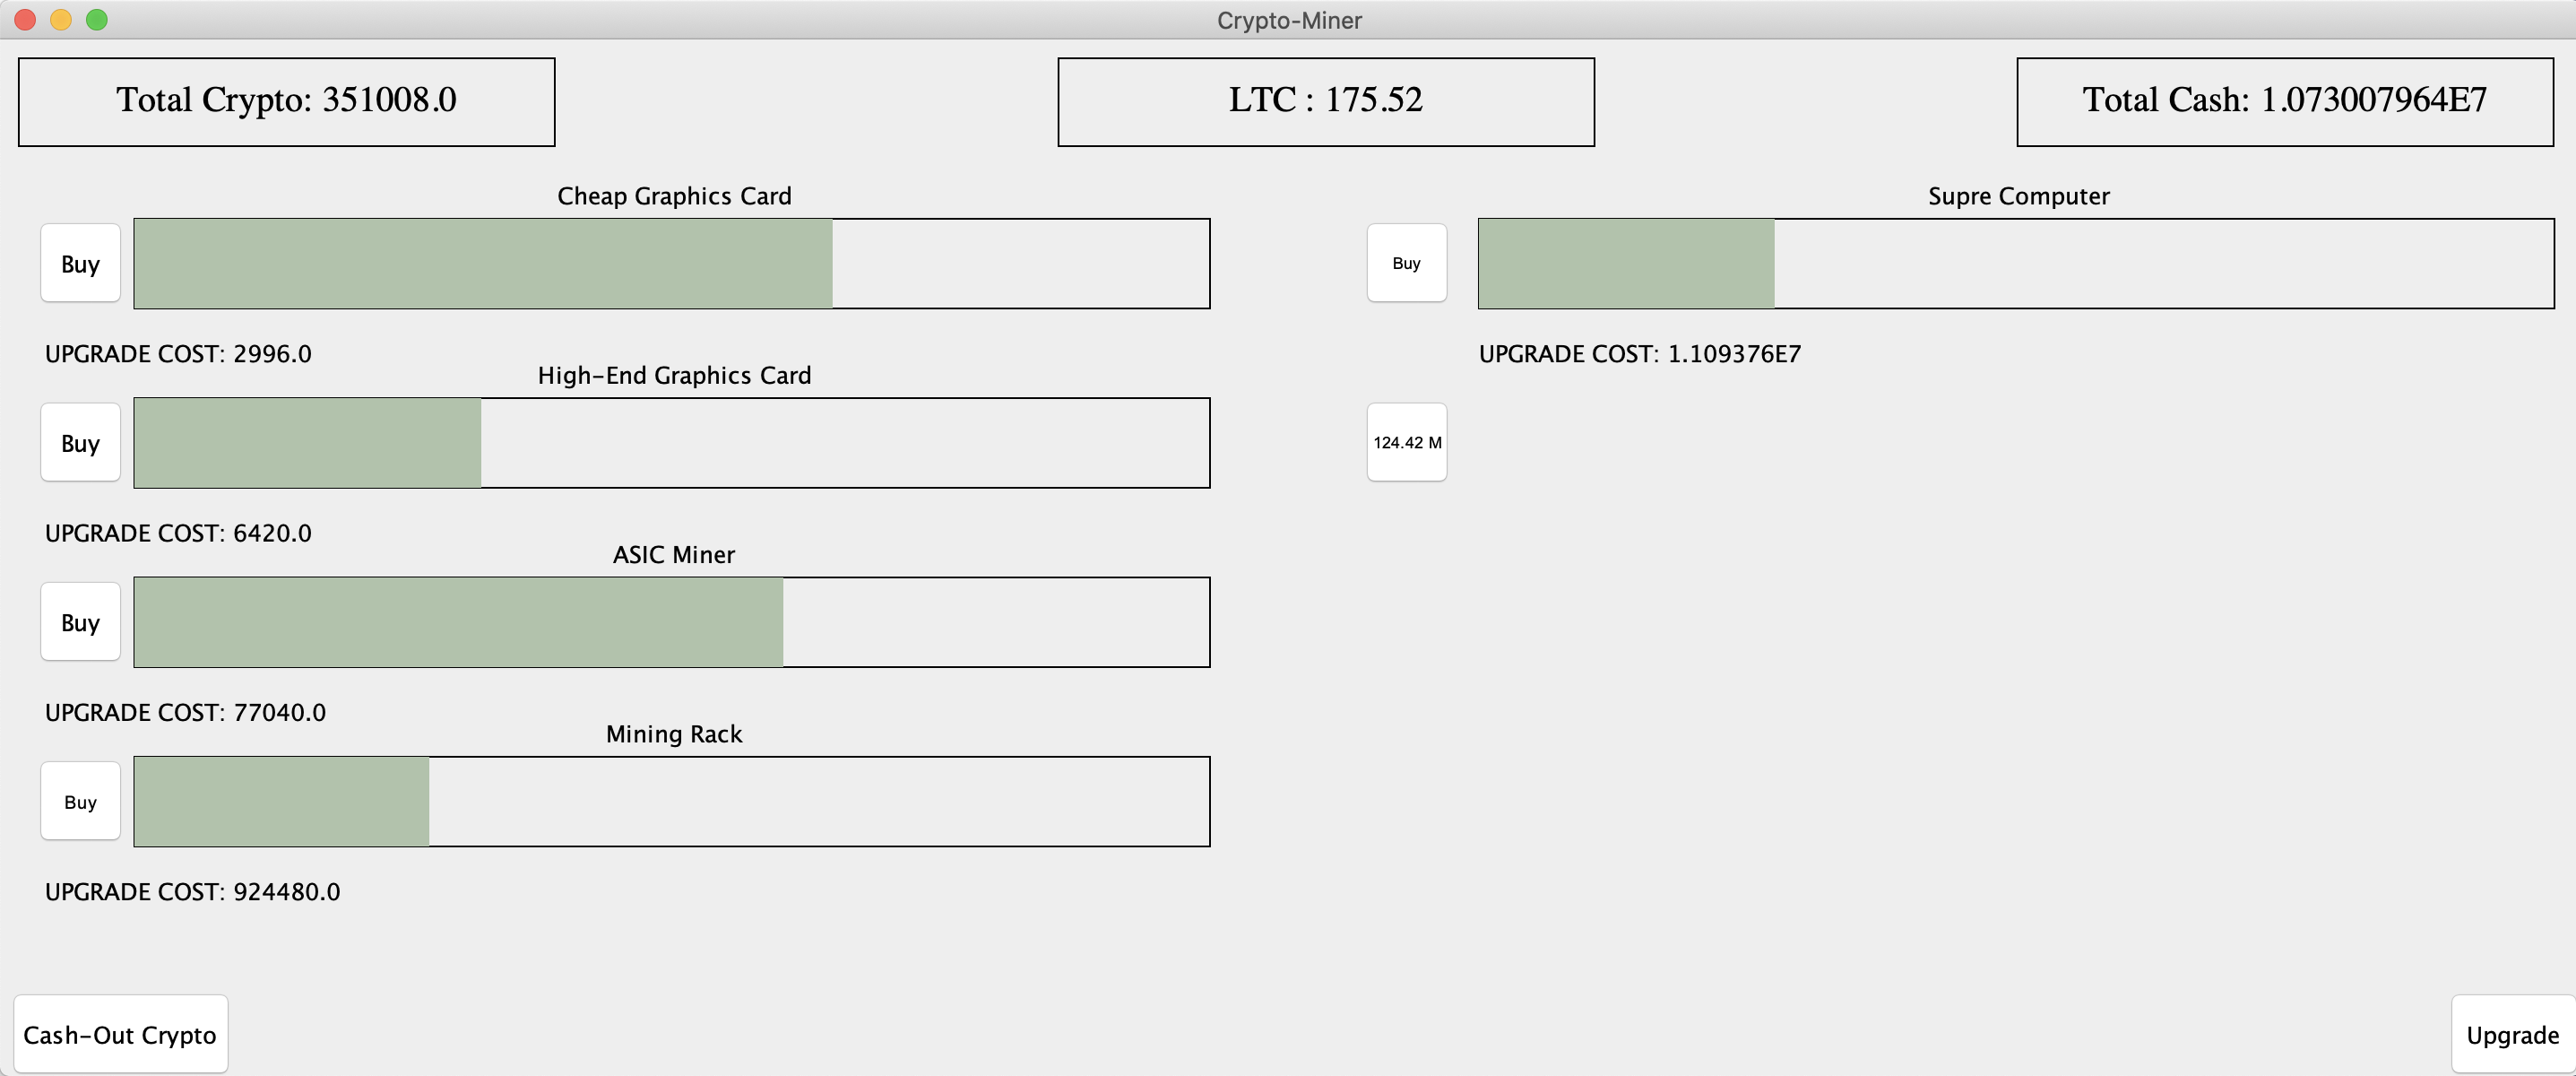 Crypto-Miner
Total Crypto: 351008.0
LTC : 175.52
Total Cash: 1.073007964E7
Cheap Graphics Card
Buy
UPGRADE COST: 2996.0
High-End Graphics Card
Buy
UPGRADE COST: 6420.0
ASIC Miner
Buy
UPGRADE COST: 77040.0
Mining Rack
Buy
UPGRADE COST: 924480.0
Supre Computer
Buy
UPGRADE COST: 1.109376E7
124.42 M
Cash-Out Crypto
Upgrade